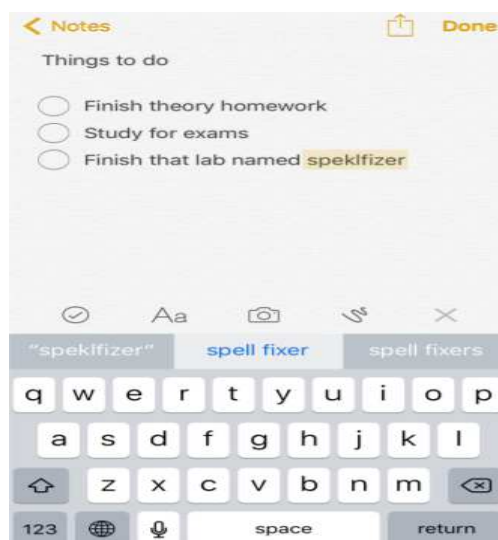 Notes Done
Things to do
Finish theory homework
Study for exams
Finish that lab named speklfizer
Aa
"speklfizer" spell fixer spell fixers
q w e r t y u i o p
a s d f g h j k l
z x c v b n m
123 space return